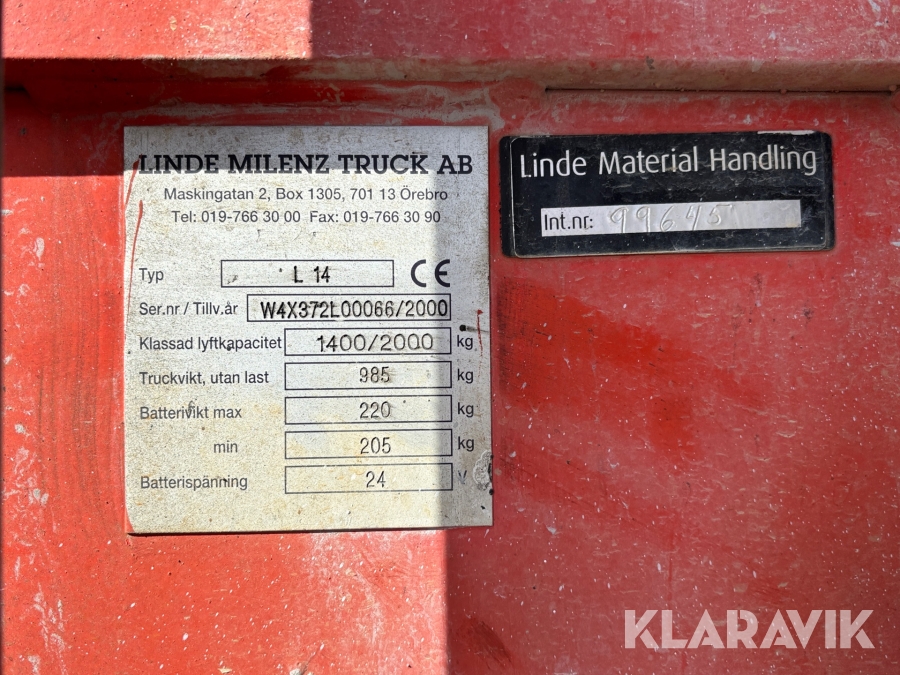 LINDE MILENZ TRUCK AB
Maskingatan 2, Box 1305, 701 13 Örebro
Tel: 019-766 30 00 Fax: 019-766 30 90
Typ L 14 CE
Ser.nr / Tillv.år W4X372L00066/2000
Klassad lyftkapacitet 1400/2000 kg
Truckvikt, utan last 985 kg
Batterivikt max 220 kg
min 205 kg
Batterispänning 24 V
Linde Material Handling
Int.nr: 99645
KLARAVIK